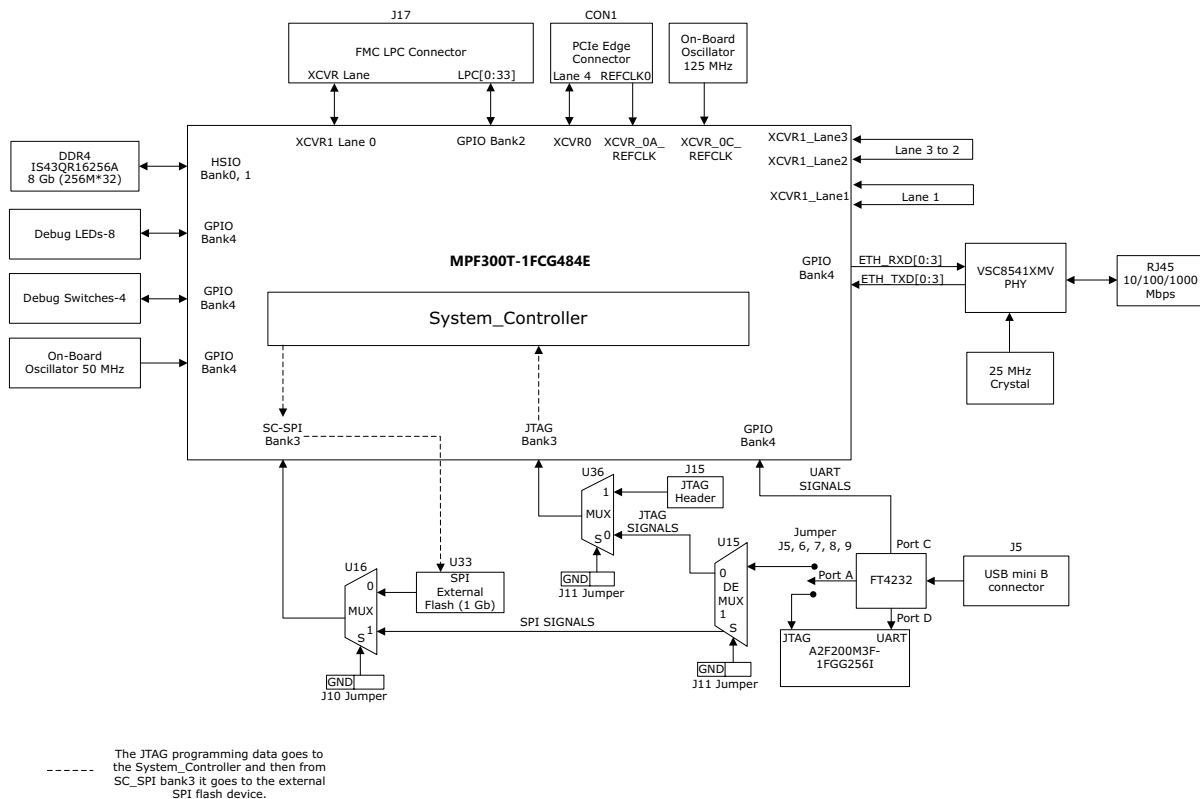 J17
CON1
FMC LPC Connector
XCVR Lane
LPC[0:33]
PCIe Edge
Connector
Lane 4
REFCLK0
On-Board
Oscillator
125 MHz
XCVR1 Lane 0
GPIO Bank2
XCVR0
XCVR_0A_
REFCLK
XCVR_0C_
REFCLK
XCVR1_Lane3
XCVR1_Lane2
Lane 3 to 2
XCVR1_Lane1
Lane 1
DDR4
IS43QR16256A
8 Gb (256M*32)
HSIO
Bank0, 1
Debug LEDs-8
GPIO
Bank4
Debug Switches-4
GPIO
Bank4
On-Board
Oscillator 50 MHz
GPIO
Bank4
MPF300T-1FCG484E
System_Controller
GPIO
Bank4
ETH_RXD[0:3]
ETH_TXD[0:3]
VSC8541XMV
PHY
RJ45
10/100/1000
Mbps
25 MHz
Crystal
SC-SPI
Bank3
JTAG
Bank3
GPIO
Bank4
UART
SIGNALS
U36
1
MUX
S
0
J15
JTAG
Header
JTAG
SIGNALS
GND
J11 Jumper
U15
0
DE
MUX
1
S
Jumper
J5, 6, 7, 8, 9
Port C
Port A
FT4232
Port D
J5
USB mini B
connector
JTAG
UART
A2F200M3F-
1FGG256I
GND
J11 Jumper
U16
0
MUX
1
S
U33
SPI
External
Flash (1 Gb)
SPI SIGNALS
GND
J10 Jumper
The JTAG programming data goes to
the System_Controller and then from
SC_SPI bank3 it goes to the external
SPI flash device.